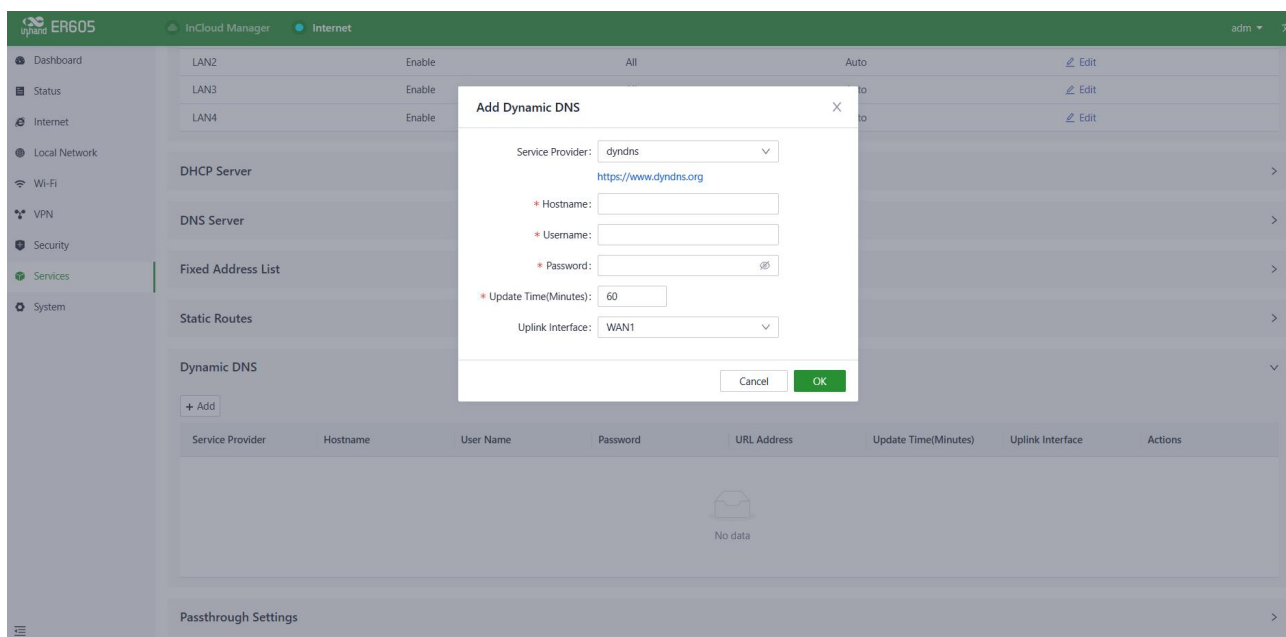 inhand ER605 InCloud Manager Internet adm
Dashboard
Status
Internet
Local Network
Wi-Fi
VPN
Security
Services
System
LAN2 Enable All Auto Edit
LAN3 Enable Edit
LAN4 Enable Edit
DHCP Server
DNS Server
Fixed Address List
Static Routes
Dynamic DNS
+ Add
Service Provider Hostname User Name Password URL Address Update Time(Minutes) Uplink Interface Actions
No data
Passthrough Settings
Add Dynamic DNS
Service Provider: dyndns
https://www.dyndns.org
* Hostname:
* Username:
* Password:
* Update Time(Minutes): 60
Uplink Interface: WAN1
Cancel OK